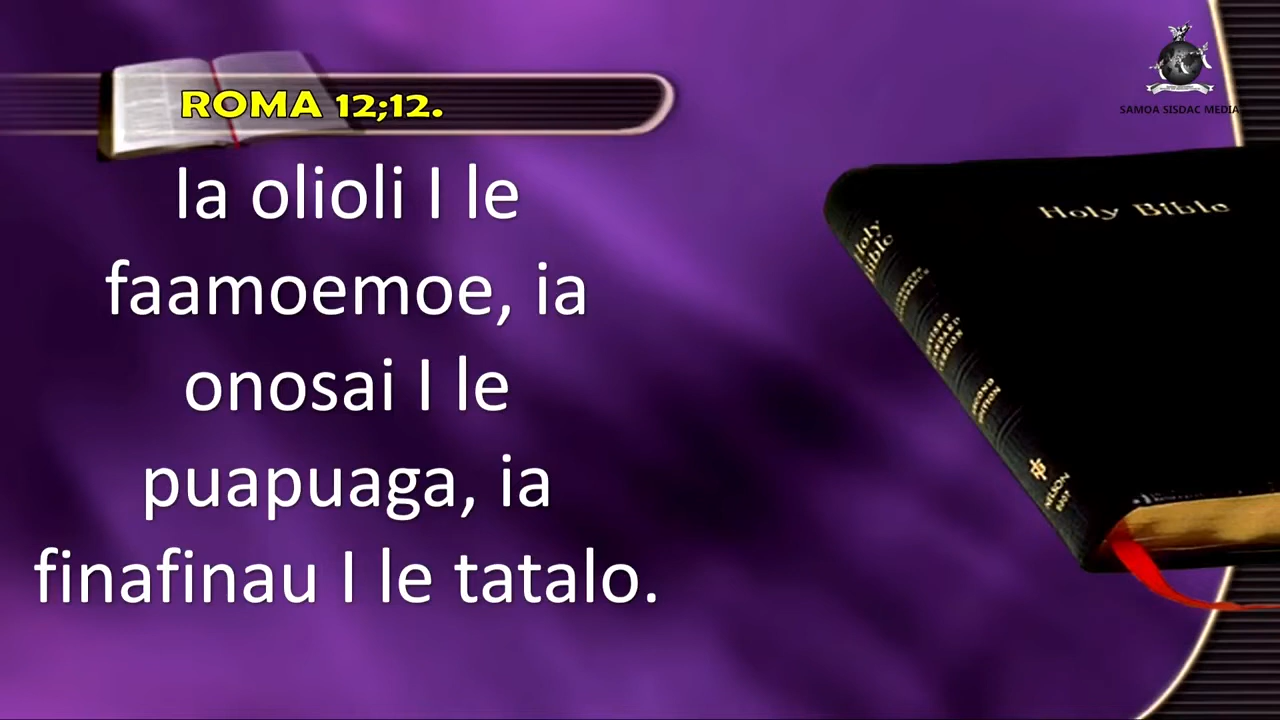 ROMA 12;12.
SAMOA SISDAC MEDIA
Ia olioli I le
faamoemoe, ia
onosai I le
puapuaga, ia
finafinau I le tatalo.
Holy Bible
Holy
Bible